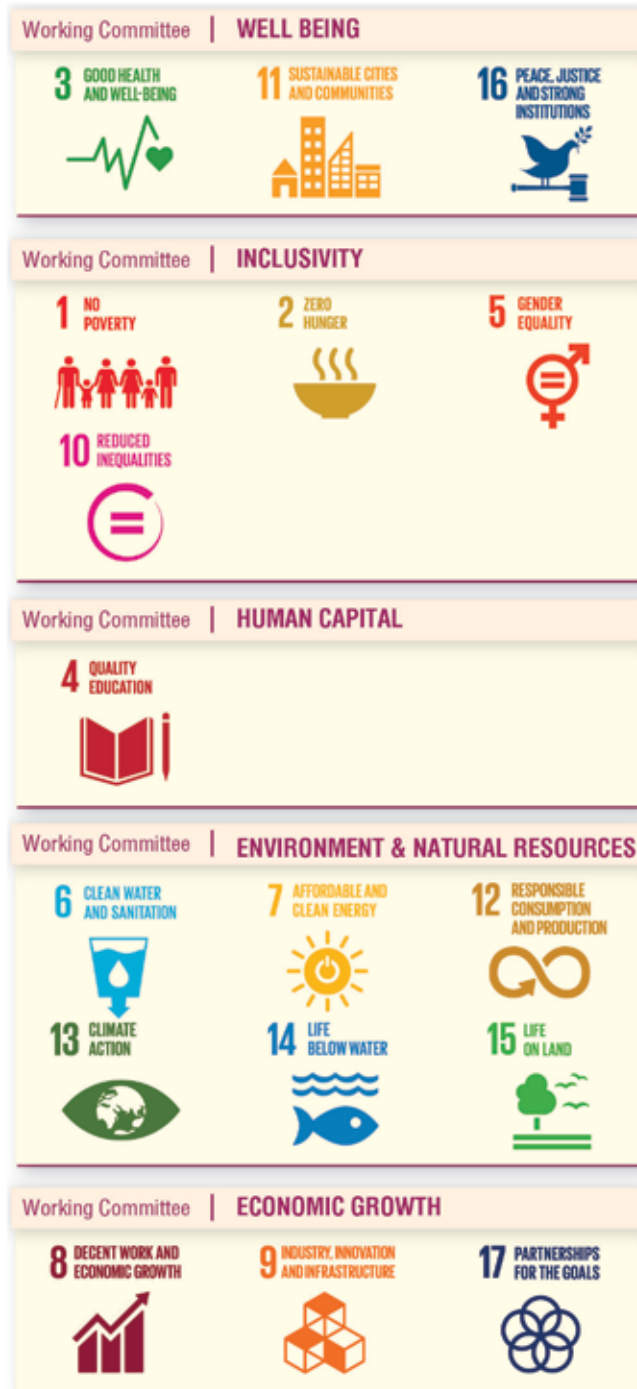 Working Committee | WELL BEING
3 GOOD HEALTH
AND WELL-BEING
11 SUSTAINABLE CITIES
AND COMMUNITIES
16 PEACE, JUSTICE
AND STRONG
INSTITUTIONS
Working Committee | INCLUSIVITY
1 NO
POVERTY
2 ZERO
HUNGER
5 GENDER
EQUALITY
10 REDUCED
INEQUALITIES
Working Committee | HUMAN CAPITAL
4 QUALITY
EDUCATION
Working Committee | ENVIRONMENT & NATURAL RESOURCES
6 CLEAN WATER
AND SANITATION
7 AFFORDABLE AND
CLEAN ENERGY
12 RESPONSIBLE
CONSUMPTION
AND PRODUCTION
13 CLIMATE
ACTION
14 LIFE
BELOW WATER
15 LIFE
ON LAND
Working Committee | ECONOMIC GROWTH
8 DECENT WORK AND
ECONOMIC GROWTH
9 INDUSTRY, INNOVATION
AND INFRASTRUCTURE
17 PARTNERSHIPS
FOR THE GOALS